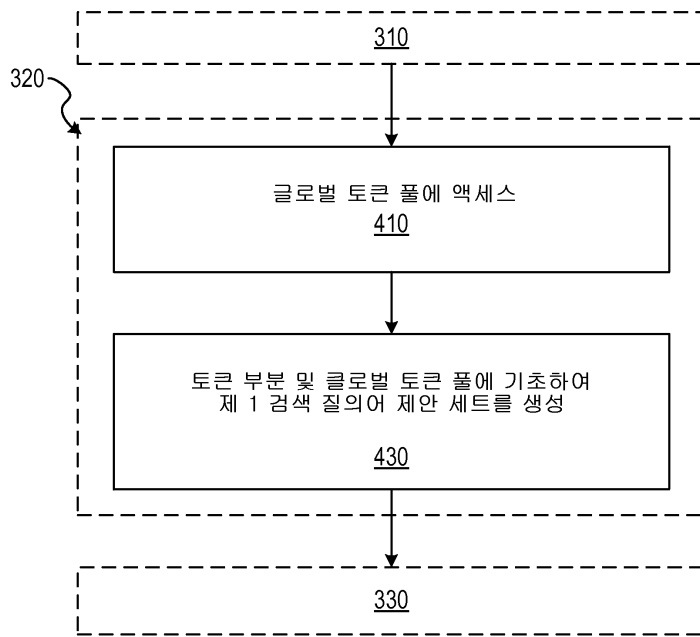 310
320
글로벌 토큰 풀에 액세스
410
토큰 부분 및 글로벌 토큰 풀에 기초하여
제 1 검색 질의어 제안 세트를 생성
430
330